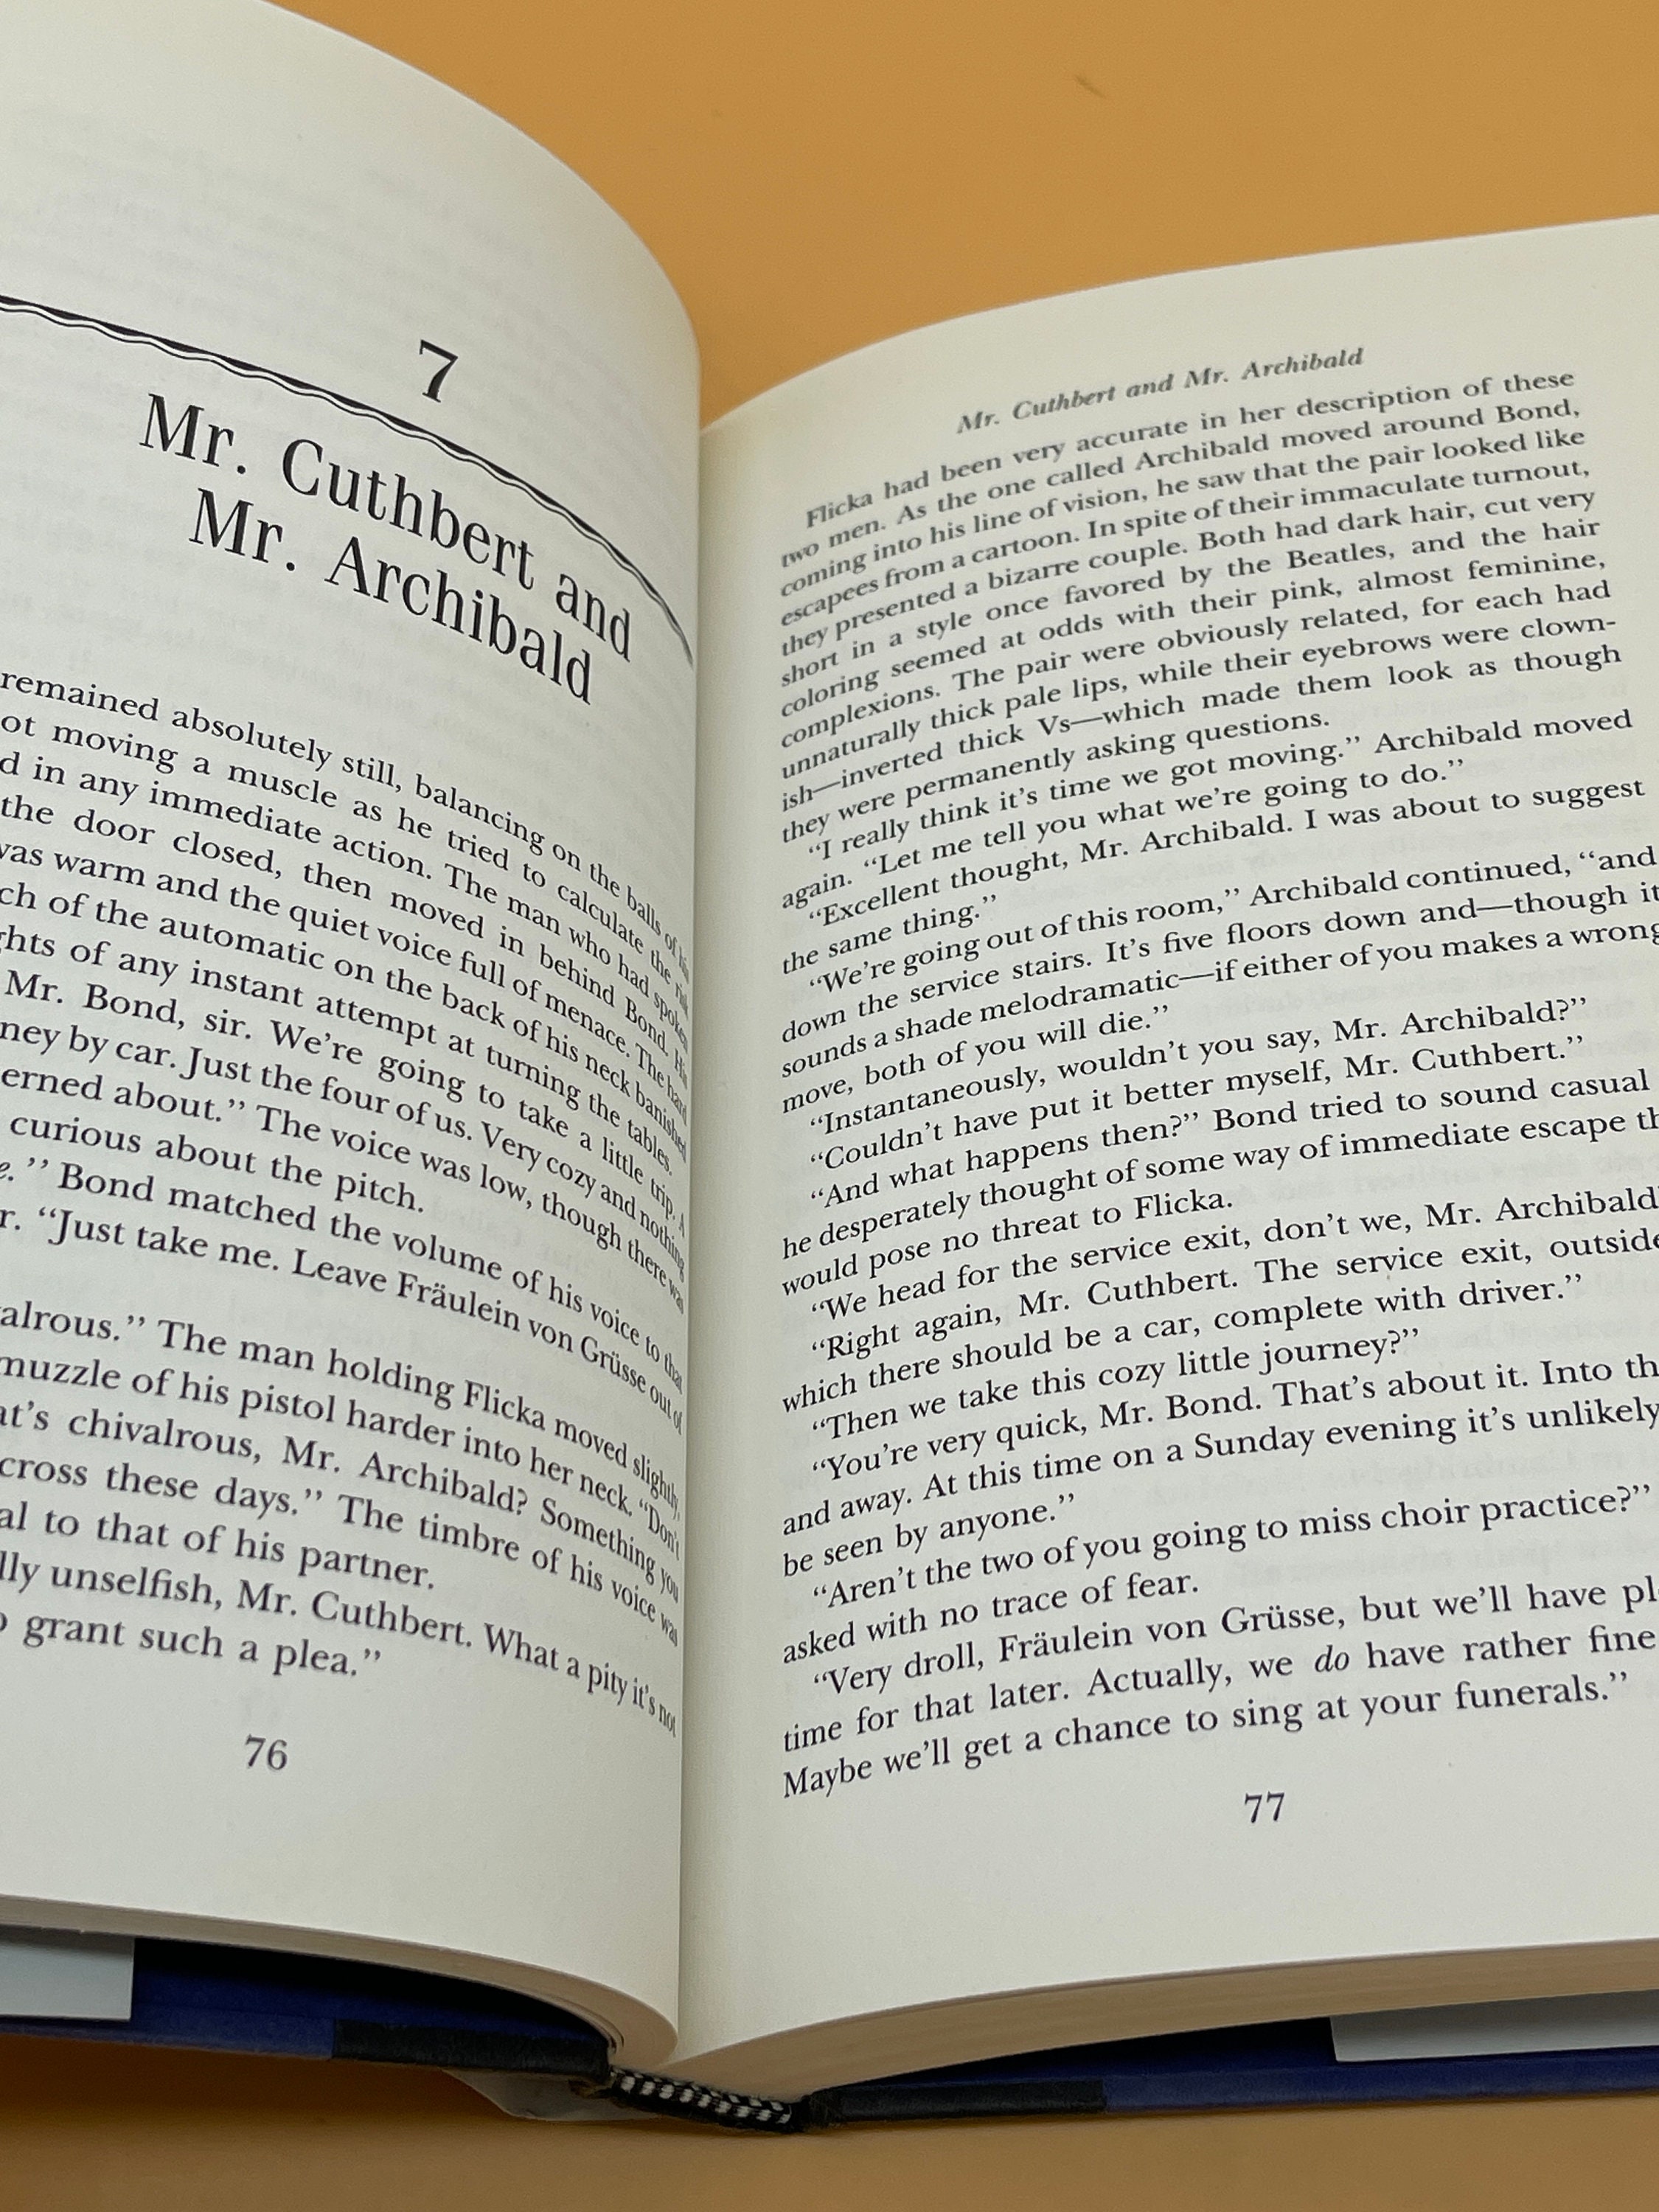 7
Mr. Cuthbert and
Mr. Archibald
remained absolutely still, balancing on the balls of his
ot moving a muscle as he tried to calculate the risk
d in any immediate action. The man who had spoken
the door closed, then moved in behind Bond. His
was warm and the quiet voice full of menace. The hard
ch of the automatic on the back of his neck banished
ghts of any instant attempt at turning the tables.
Mr. Bond, sir. We're going to take a little trip. A
ney by car. Just the four of us. Very cozy and nothing
erned about." The voice was low, though there was
curious about the pitch.
e." Bond matched the volume of his voice to that
r. "Just take me. Leave Fräulein von Grüsse out of
valrous." The man holding Flicka moved slightly,
muzzle of his pistol harder into her neck. "Don't
at's chivalrous, Mr. Archibald? Something you
cross these days." The timbre of his voice was
al to that of his partner.
lly unselfish, Mr. Cuthbert. What a pity it's not
o grant such a plea."
76
Mr. Cuthbert and Mr. Archibald
Flicka had been very accurate in her description of these
two men. As the one called Archibald moved around Bond,
coming into his line of vision, he saw that the pair looked like
escapees from a cartoon. In spite of their immaculate turnout,
they presented a bizarre couple. Both had dark hair, cut very
short in a style once favored by the Beatles, and the hair
coloring seemed at odds with their pink, almost feminine,
complexions. The pair were obviously related, for each had
unnaturally thick pale lips, while their eyebrows were clown-
ish—inverted thick Vs—which made them look as though
they were permanently asking questions.
"I really think it's time we got moving." Archibald moved
again. "Let me tell you what we're going to do."
"Excellent thought, Mr. Archibald. I was about to suggest
the same thing."
"We're going out of this room," Archibald continued, "and
down the service stairs. It's five floors down and—though it
sounds a shade melodramatic—if either of you makes a wrong
move, both of you will die."
"Instantaneously, wouldn't you say, Mr. Archibald?"
"Couldn't have put it better myself, Mr. Cuthbert."
"And what happens then?" Bond tried to sound casual
he desperately thought of some way of immediate escape th
would pose no threat to Flicka.
"We head for the service exit, don't we, Mr. Archibald
"Right again, Mr. Cuthbert. The service exit, outside
which there should be a car, complete with driver."
"Then we take this cozy little journey?"
"You're very quick, Mr. Bond. That's about it. Into th
and away. At this time on a Sunday evening it's unlikely
be seen by anyone."
"Aren't the two of you going to miss choir practice?"
asked with no trace of fear.
"Very droll, Fräulein von Grüsse, but we'll have pl
time for that later. Actually, we do have rather fine
Maybe we'll get a chance to sing at your funerals."
77